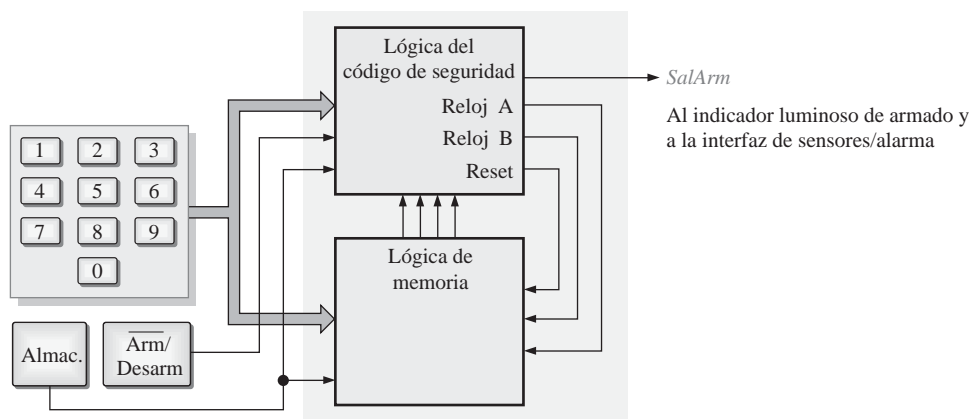 Lógica del
código de seguridad
SalArm
Reloj A
Al indicador luminoso de armado y
a la interfaz de sensores/alarma
Reloj B
Reset
1 2 3
4 5 6
7 8 9
0
Lógica de
memoria
Almac.
Arm/
Desarm